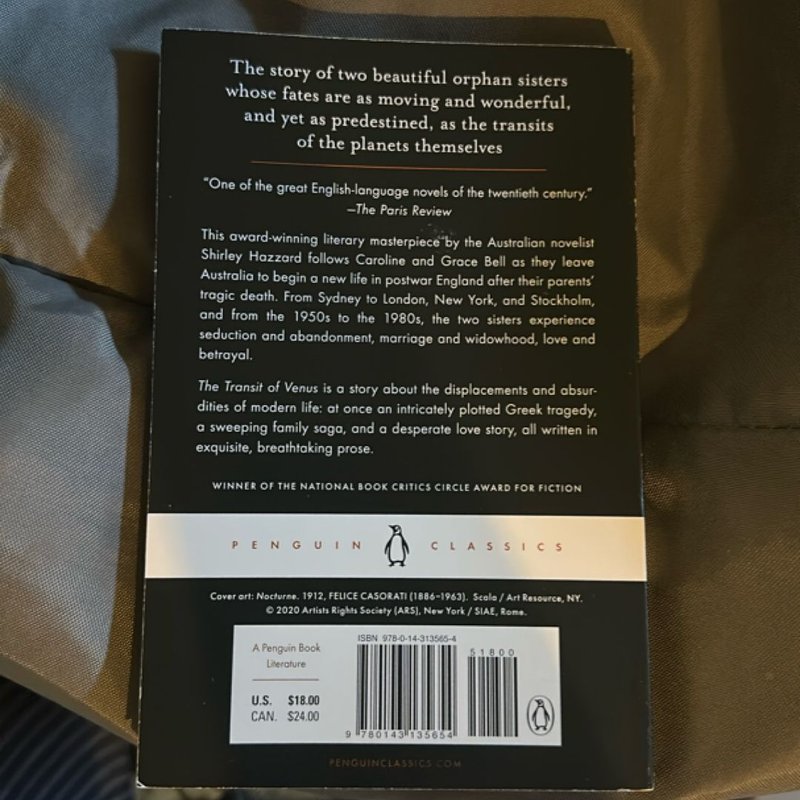 The story of two beautiful orphan sisters
whose fates are as moving and wonderful,
and yet as predestined, as the transits
of the planets themselves
“One of the great English-language novels of the twentieth century.”
—The Paris Review
This award-winning literary masterpiece by the Australian novelist
Shirley Hazzard follows Caroline and Grace Bell as they leave
Australia to begin a new life in postwar England after their parents’
tragic death. From Sydney to London, New York, and Stockholm,
and from the 1950s to the 1980s, the two sisters experience
seduction and abandonment, marriage and widowhood, love and
betrayal.
The Transit of Venus is a story about the displacements and absur-
dities of modern life: at once an intricately plotted Greek tragedy,
a sweeping family saga, and a desperate love story, all written in
exquisite, breathtaking prose.
WINNER OF THE NATIONAL BOOK CRITICS CIRCLE AWARD FOR FICTION
PENGUIN CLASSICS
Cover art: Nocturne. 1912, FELICE CASORATI (1886–1963). Scala / Art Resource, NY.
© 2020 Artists Rights Society (ARS), New York / SIAE, Rome.
A Penguin Book
Literature
U.S. $18.00
CAN. $24.00
ISBN 978-0-14-313565-4
51800
9 780143 135654
PENGUINCLASSICS.COM